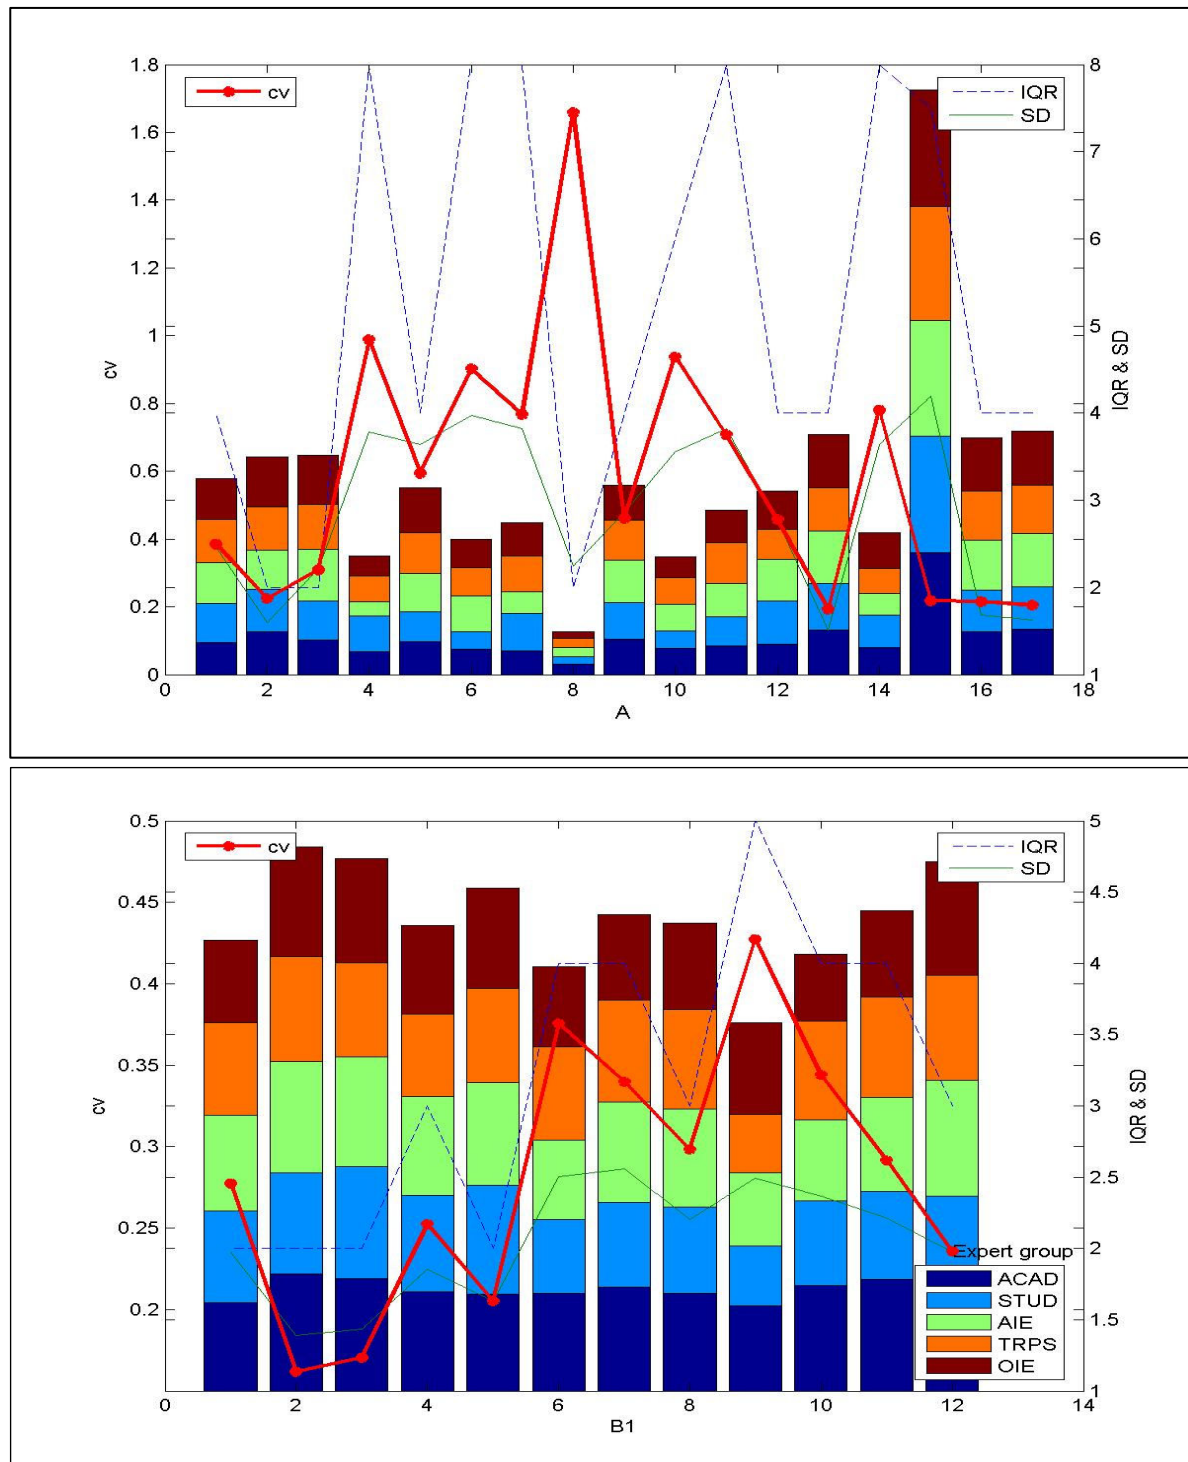 1.8
1.6
1.4
1.2
1
0.8
0.6
0.4
0.2
0
cv
cv
IQR
SD
8
7
6
5
4
3
2
1
IQR & SD
0 2 4 6 8 10 12 14 16 18
A
0.5
0.45
0.4
0.35
0.3
0.25
0.2
cv
cv
IQR
SD
5
4.5
4
3.5
3
2.5
2
1.5
1
IQR & SD
Expert group
ACAD
STUD
AIE
TRPS
OIE
0 2 4 6 8 10 12 14
B1